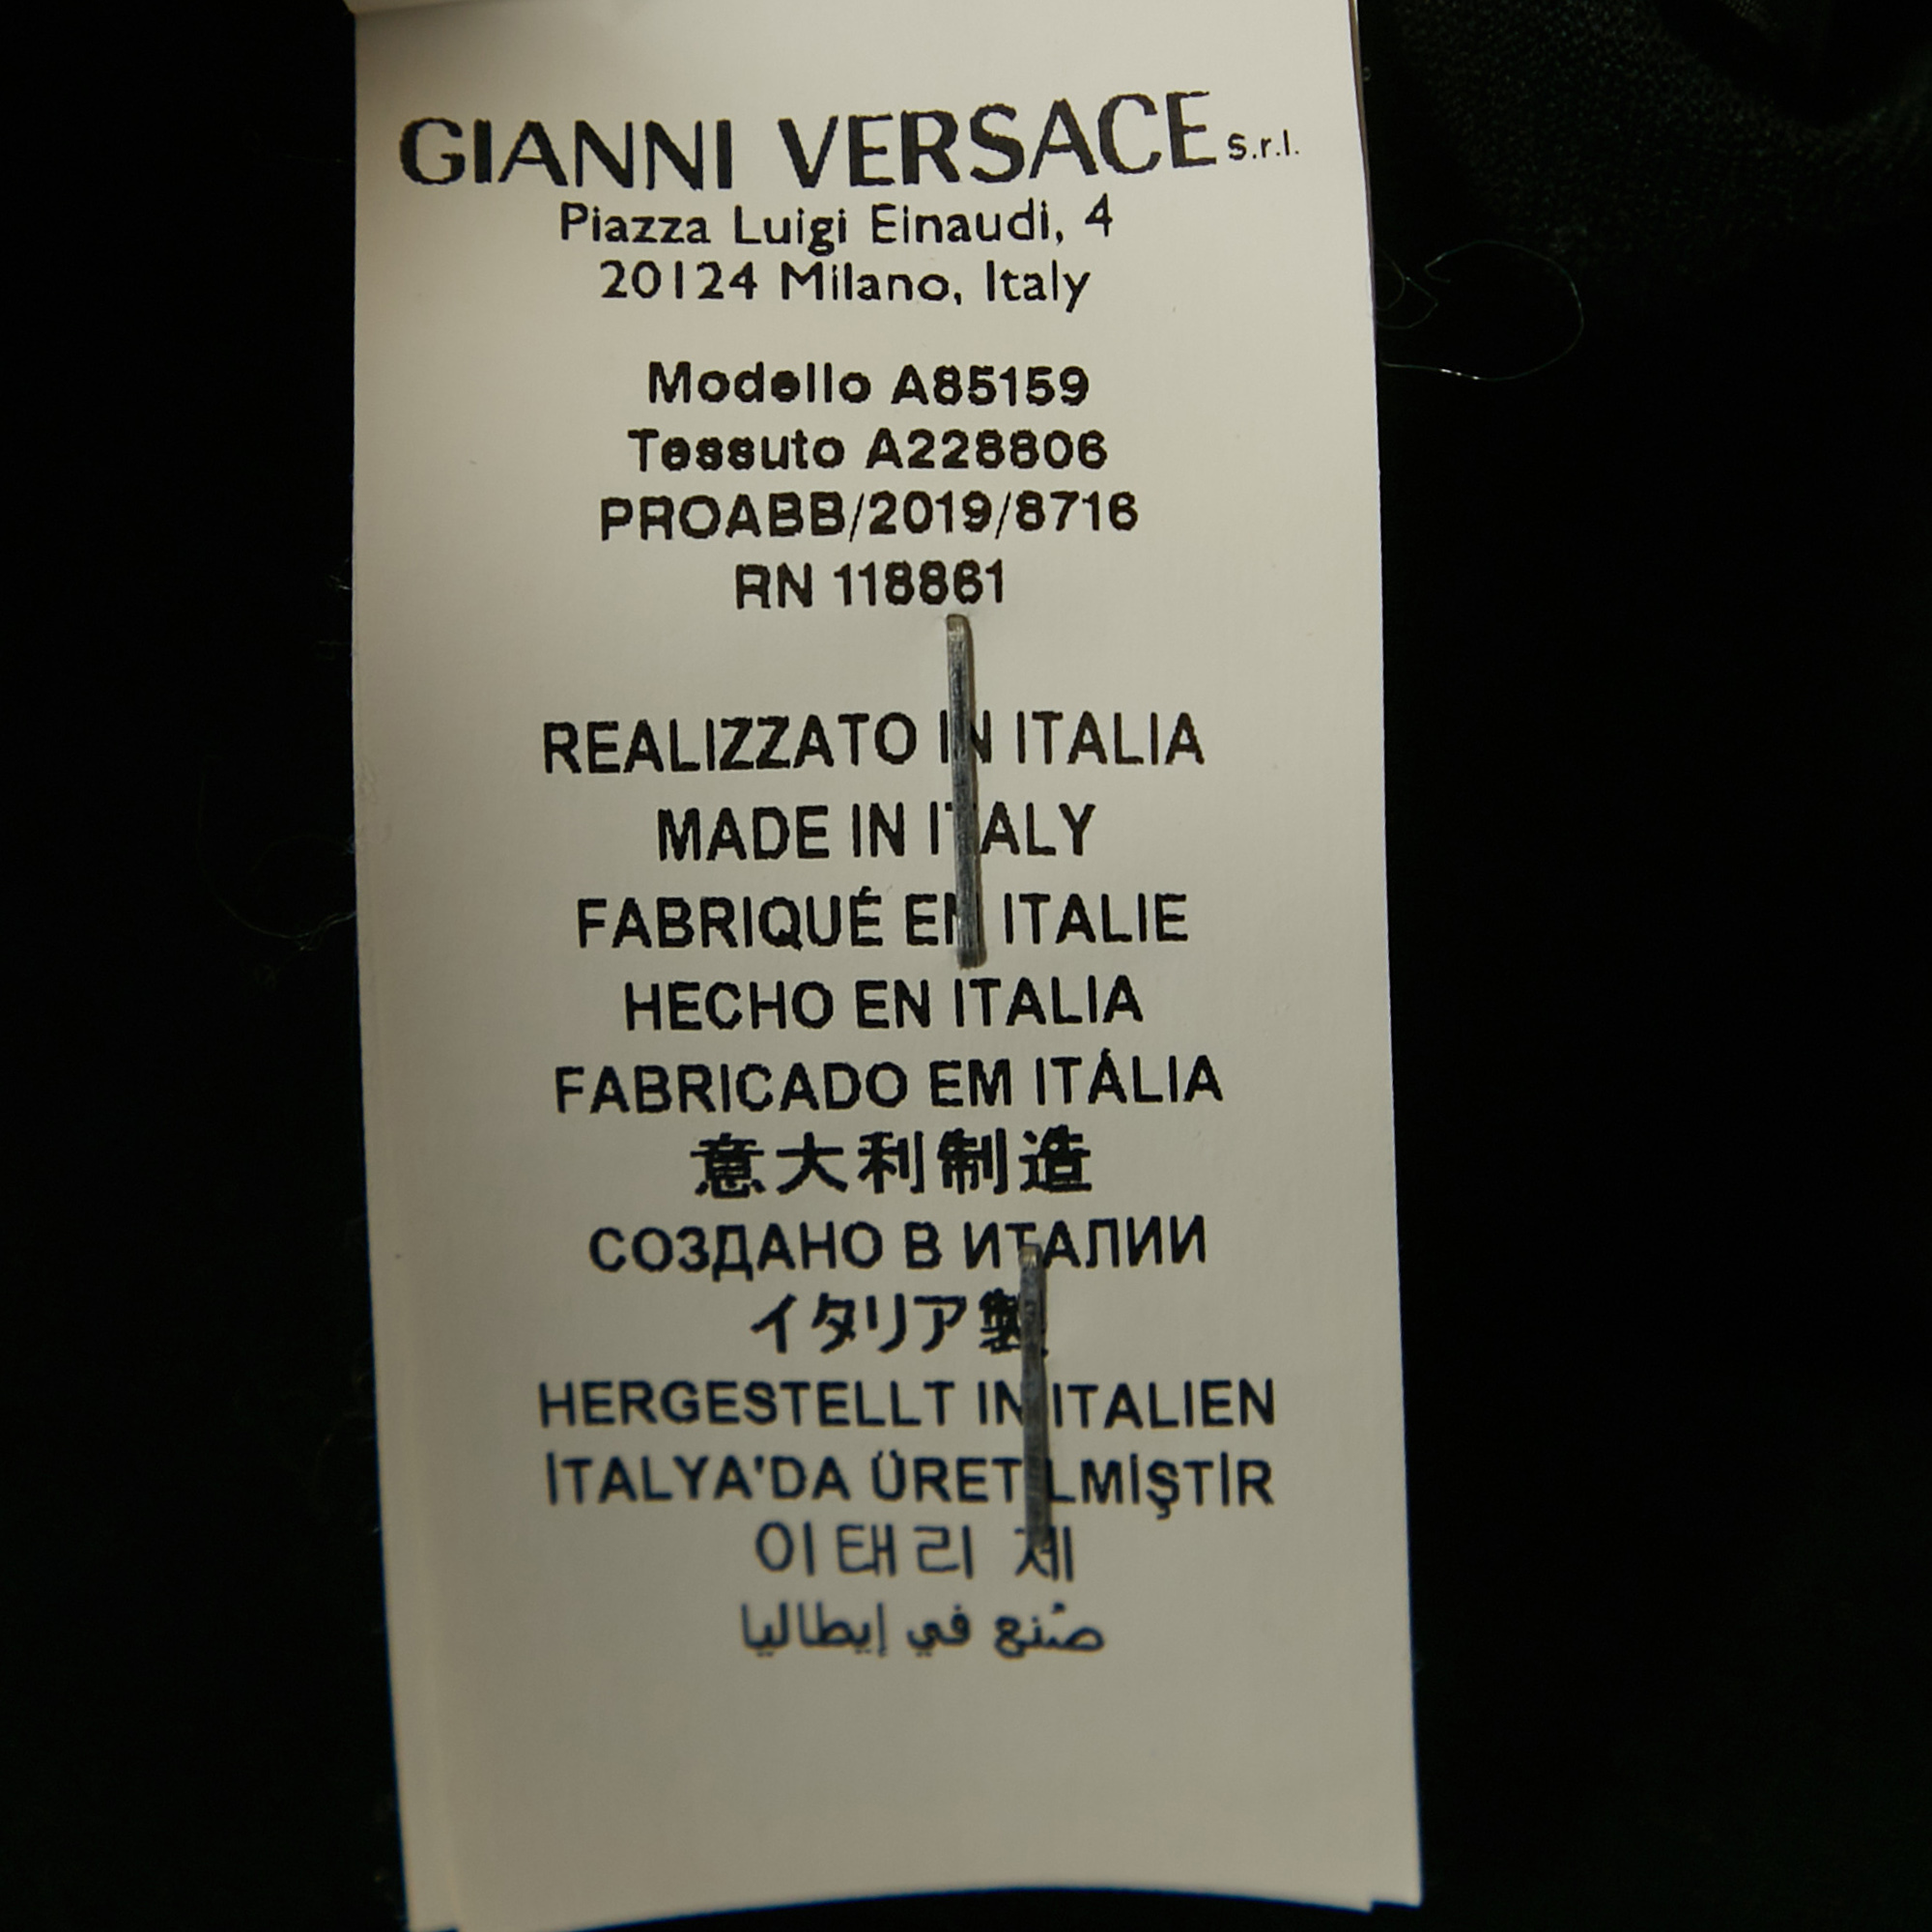 GIANNI VERSACE S.r.l.
Piazza Luigi Einaudi, 4
20124 Milano, Italy
Modello A85159
Tessuto A228806
PROABB/2019/8716
RN 118861
REALIZZATO IN ITALIA
MADE IN ITALY
FABRIQUÉ EN ITALIE
HECHO EN ITALIA
FABRICADO EM ITÁLIA
意大利制造
СОЗДАНО В ИТАЛИИ
イタリア製
HERGESTELLT IN ITALIEN
İTALYA'DA ÜRETİLMİŞTİR
이태리 제
صُنع في إيطاليا